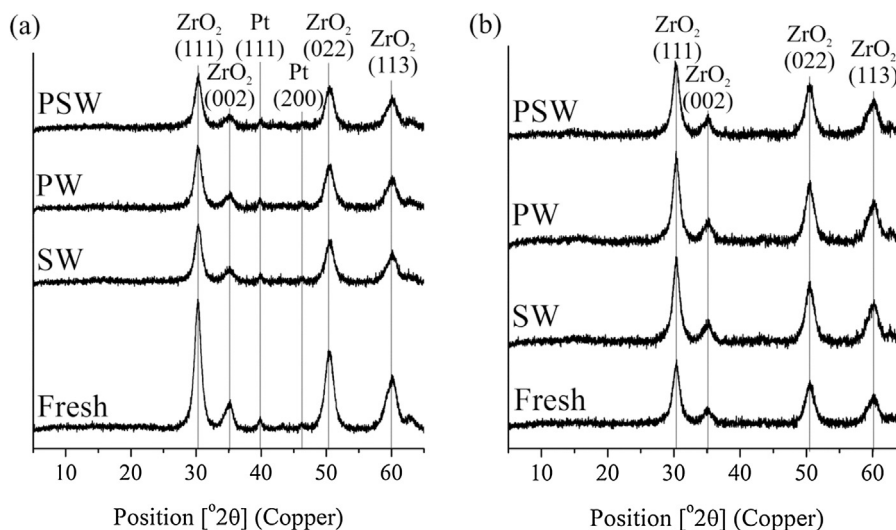 (a)
ZrO₂
(111)
Pt
(111)
ZrO₂
(022)
ZrO₂
(113)
ZrO₂
(002)
Pt
(200)
PSW
PW
SW
Fresh
10 20 30 40 50 60
Position [°2θ] (Copper)
(b)
ZrO₂
(111)
ZrO₂
(002)
ZrO₂
(022)
ZrO₂
(113)
PSW
PW
SW
Fresh
10 20 30 40 50 60
Position [°2θ] (Copper)